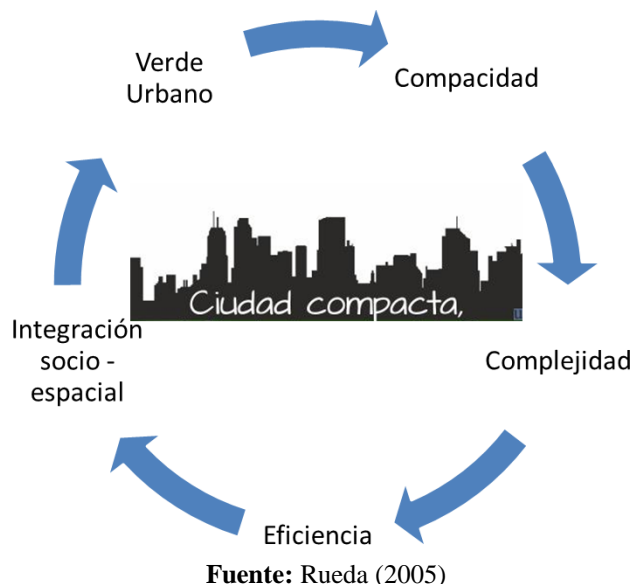 Verde
Urbano
Compacidad
Ciudad compacta,
Integración
socio -
espacial
Complejidad
Eficiencia
Fuente: Rueda (2005)